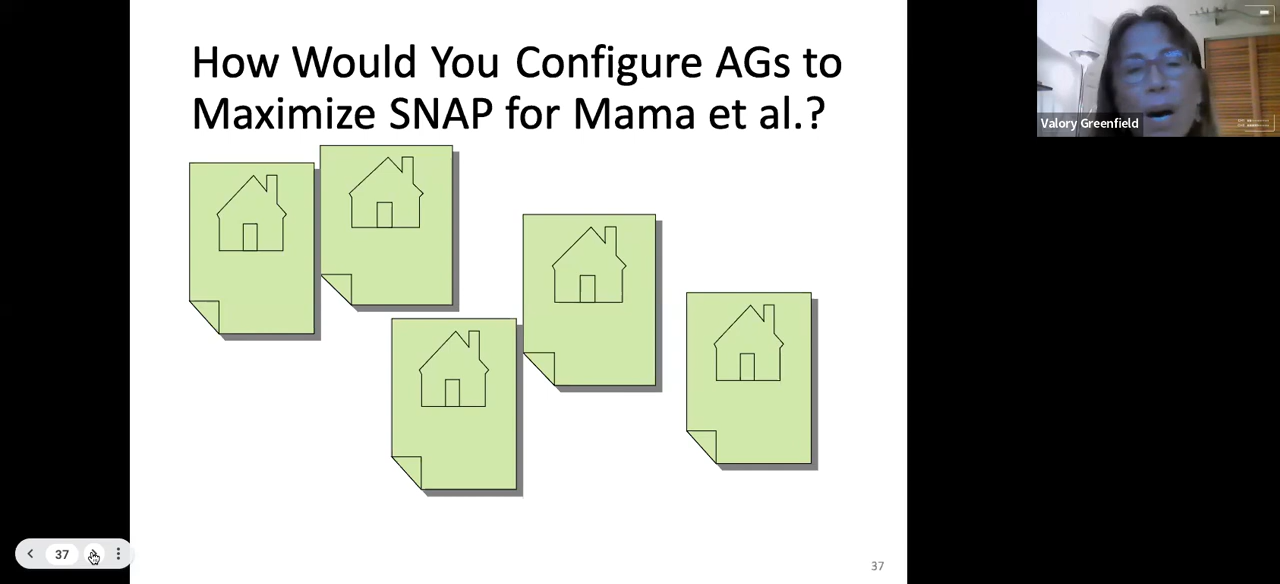 How Would You Configure AGs to
Maximize SNAP for Mama et al.?
Valory Greenfield
37
37